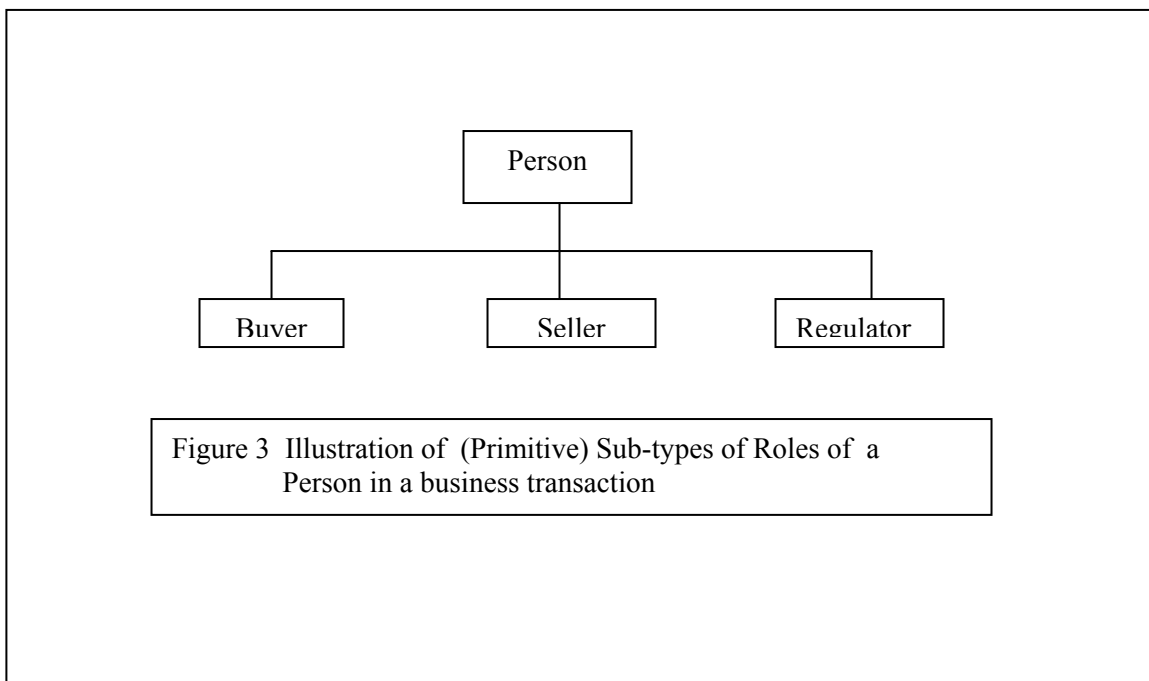 Person
Buyer Seller Regulator
Figure 3 Illustration of (Primitive) Sub-types of Roles of a
Person in a business transaction